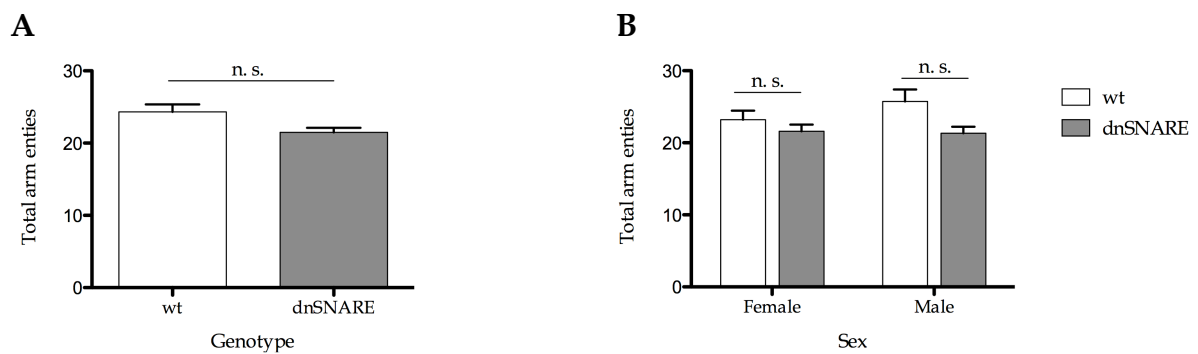 A
Total arm enties
30
20
10
0
n. s.
wt
dnSNARE
Genotype
B
Total arm enties
30
20
10
0
n. s.
n. s.
Female
Male
Sex
wt
dnSNARE